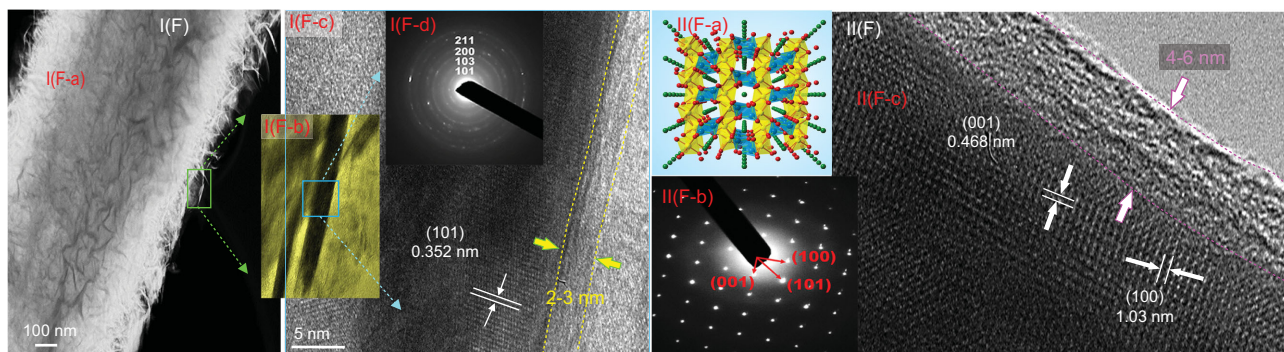 I(F)
I(F-a)
100 nm
I(F-b)
I(F-c)
I(F-d)
211
200
103
101
(101)
0.352 nm
2-3 nm
5 nm
II(F-a)
II(F-b)
(100)
(001)
(101)
II(F)
II(F-c)
4-6 nm
(001)
0.468 nm
(100)
1.03 nm